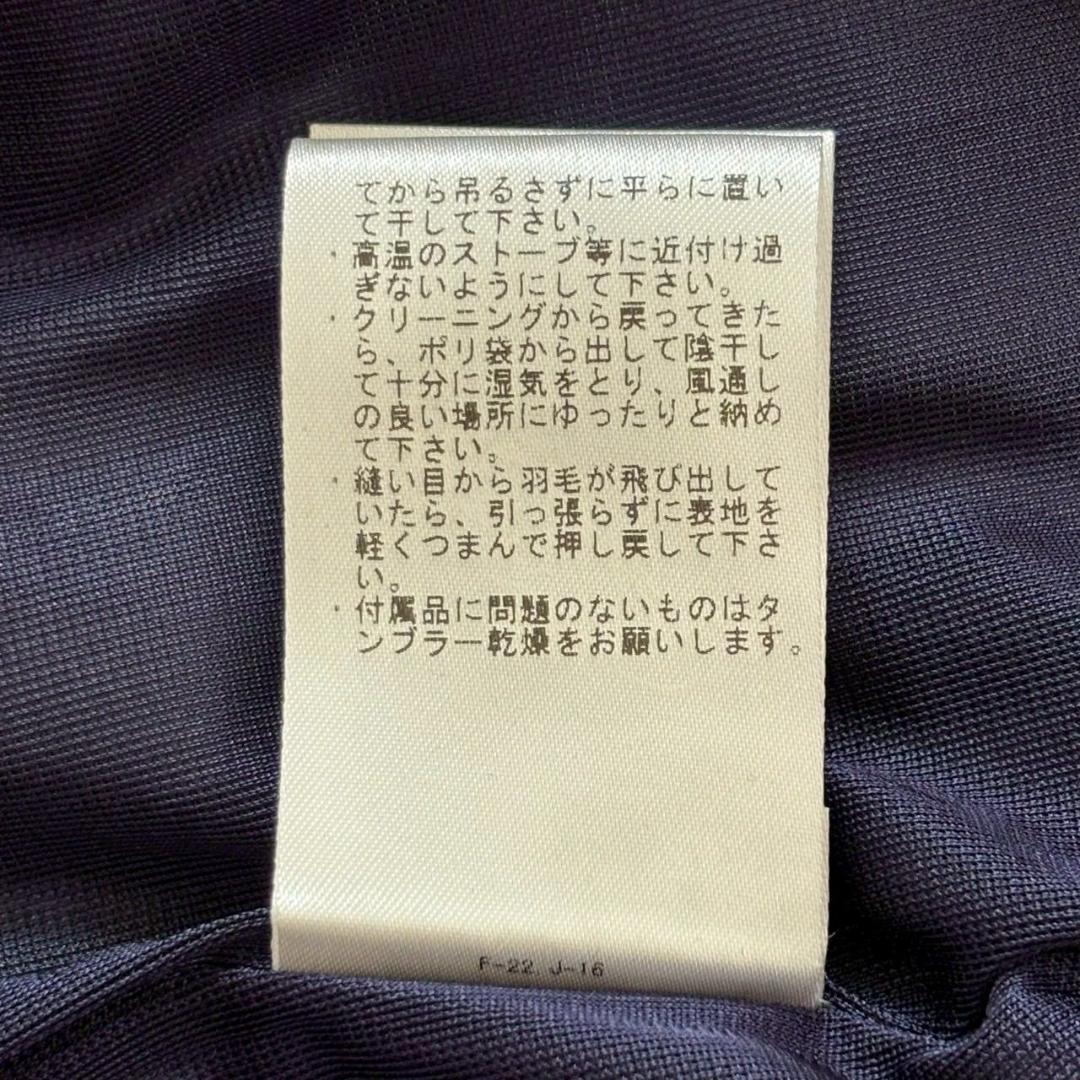 てから吊るさずに平らに置い
て干して下さい。
・高温のストーブ等に近付け過
ぎないようにして下さい。
・クリーニングから戻ってきた
ら、ポリ袋から出して陰干し
て十分に湿気をとり、風通し
の良い場所にゆったりと納め
て下さい。
・縫い目から羽毛が飛び出して
いたら、引っ張らずに表地を
軽くつまんで押し戻して下さ
い。
・付属品に問題のないものはタ
ンブラー乾燥をお願いします。
F-22 J-16